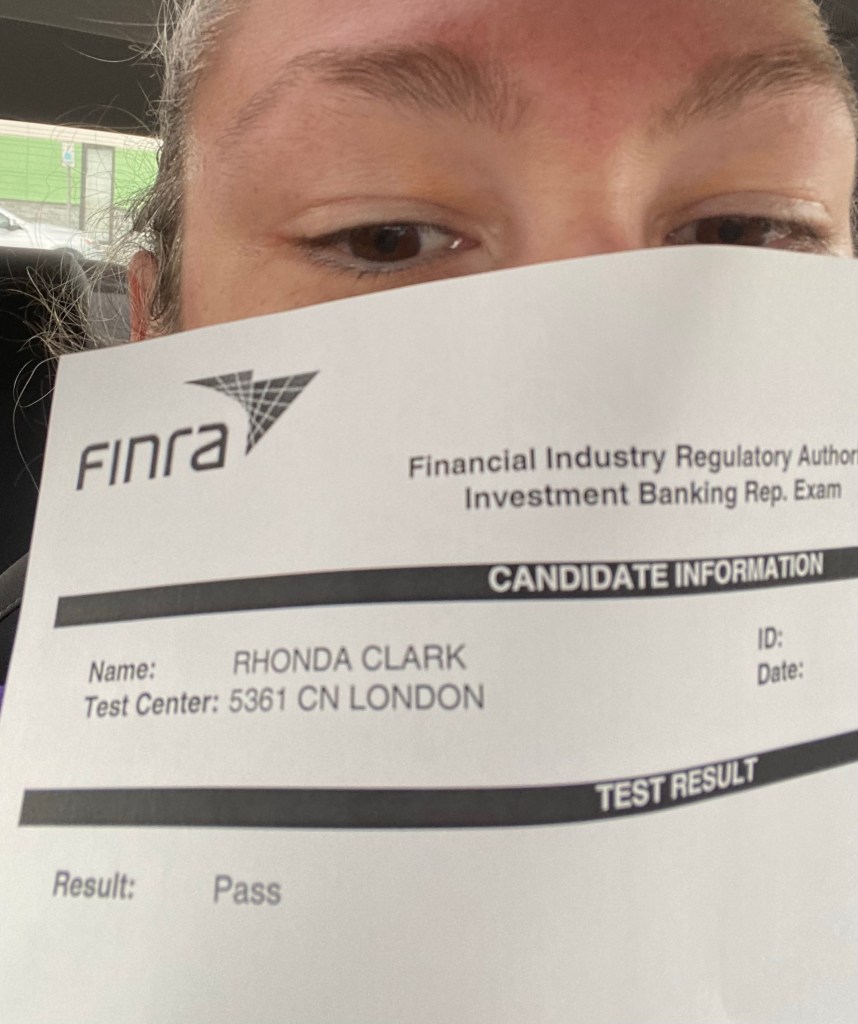 FINRA
Financial Industry Regulatory Author
Investment Banking Rep. Exam
CANDIDATE INFORMATION
Name: RHONDA CLARK ID:
Test Center: 5361 CN LONDON Date:
TEST RESULT
Result: Pass